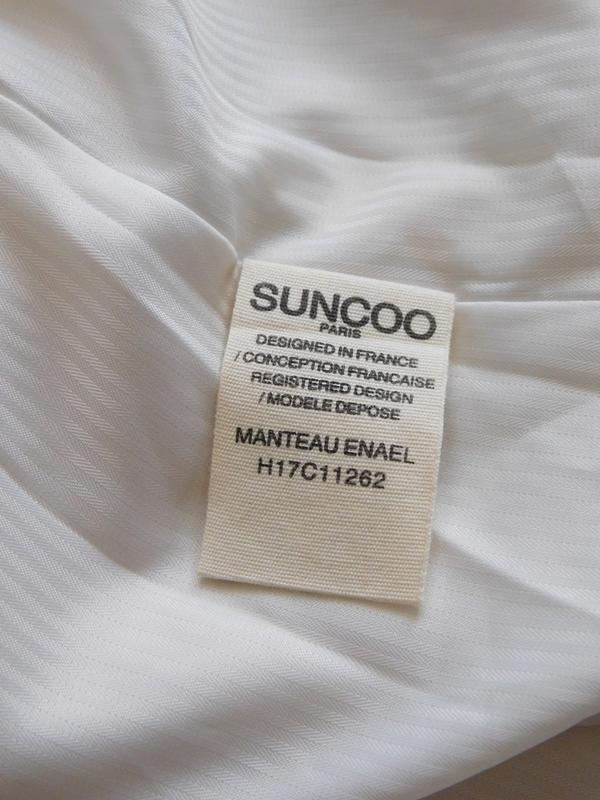 SUNCOO
PARIS
DESIGNED IN FRANCE
/ CONCEPTION FRANCAISE
REGISTERED DESIGN
/ MODELE DEPOSE
MANTEAU ENAEL
H17C11262